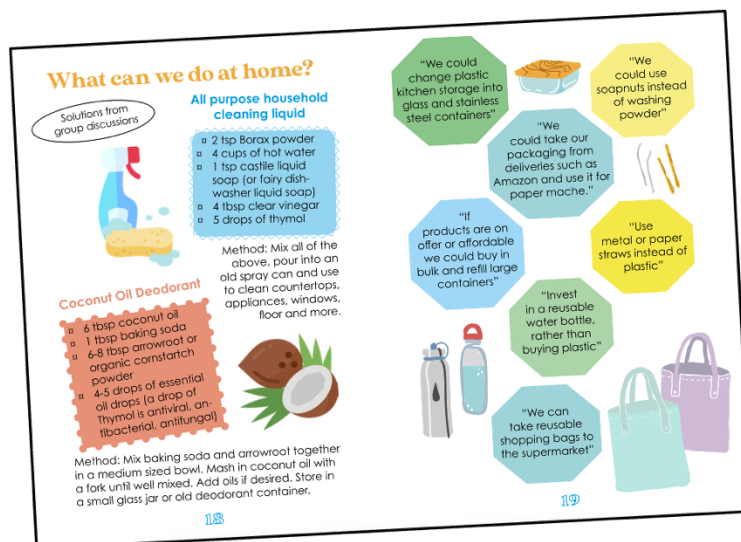 What can we do at home?
Solutions from
group discussions
All purpose household
cleaning liquid
¤ 2 tsp Borax powder
¤ 4 cups of hot water
¤ 1 tsp castile liquid
soap (or fairy dish-
washer liquid soap)
¤ 4 tbsp clear vinegar
¤ 5 drops of thymol
Method: Mix all of the
above, pour into an
old spray can and use
to clean countertops,
appliances, windows,
floor and more.
Coconut Oil Deodorant
¤ 6 tbsp coconut oil
¤ 1 tbsp baking soda
¤ 6-8 tbsp arrowroot or
organic cornstartch
powder
¤ 4-5 drops of essential
oil drops (a drop of
Thymol is antiviral, an-
tibacterial, antifungal)
Method: Mix baking soda and arrowroot together
in a medium sized bowl. Mash in coconut oil with
a fork until well mixed. Add oils if desired. Store in
a small glass jar or old deodorant container.
18
“We could
change plastic
kitchen storage into
glass and stainless
steel containers”
“We
could use
soapnuts instead
of washing
powder”
“We
could take our
packaging from
deliveries such as
Amazon and use it for
paper mache.”
“If
products are on
offer or affordable
we could buy in
bulk and refill large
containers”
“Use
metal or paper
straws instead of
plastic”
“Invest
in a reusable
water bottle,
rather than
buying plastic”
“We can
take reusable
shopping bags to
the supermarket”
19